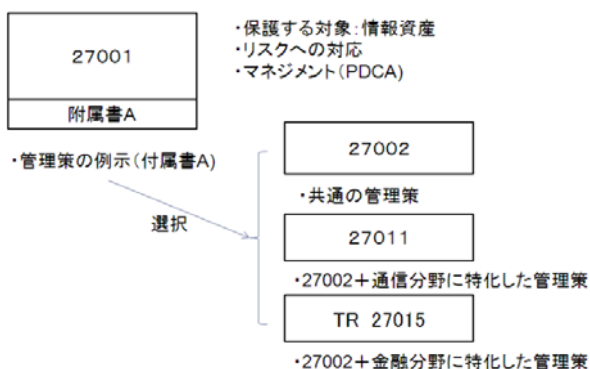 27001
附属書A
・保護する対象：情報資産
・リスクへの対応
・マネジメント（PDCA）
・管理策の例示（付属書A）
選択
27002
・共通の管理策
27011
・27002＋通信分野に特化した管理策
TR 27015
・27002＋金融分野に特化した管理策